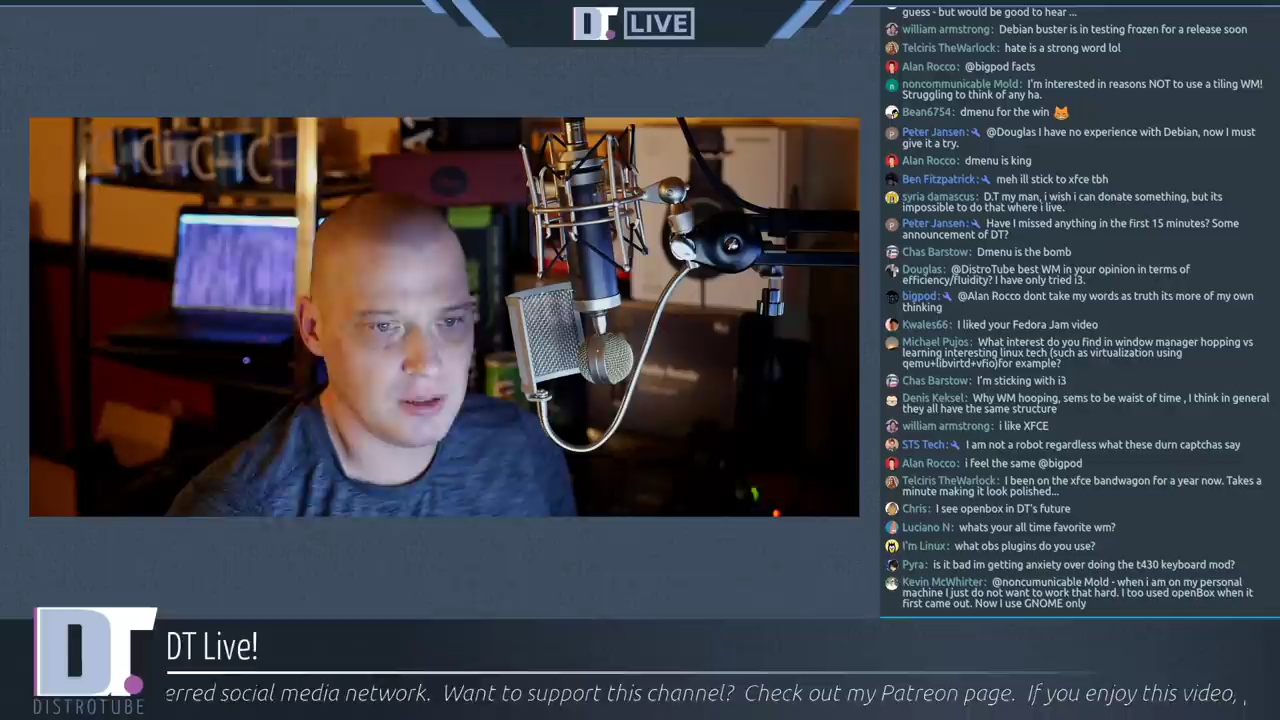 DT. LIVE
guess - but would be good to hear ...
william armstrong: Debian buster is in testing frozen for a release soon
Telciris TheWarlock: hate is a strong word lol
Alan Rocco: @bigpod facts
noncommunicable Mold: I'm interested in reasons NOT to use a tiling WM!
Struggling to think of any ha.
Bean6754: dmenu for the win
Peter Jansen: @Douglas I have no experience with Debian, now I must
give it a try.
Alan Rocco: dmenu is king
Ben Fitzpatrick: meh ill stick to xfce tbh
syria damascus: D.T my man, i wish i can donate something, but its
impossible to do that where i live.
Peter Jansen: Have I missed anything in the first 15 minutes? Some
announcement of DT?
Chas Barstow: Dmenu is the bomb
Douglas: @DistroTube best WM in your opinion in terms of
efficiency/fluidity? I have only tried i3.
bigpod: @Alan Rocco dont take my words as truth its more of my own
thinking
Kwales66: I liked your Fedora Jam video
Michael Pujos: What interest do you find in window manager hopping vs
learning interesting linux tech (such as virtualization using
qemu+libvirtd+vfio)for example?
Chas Barstow: I'm sticking with i3
Denis Keksel: Why WM hooping, sems to be waist of time , I think in general
they all have the same structure
william armstrong: i like XFCE
STS Tech: I am not a robot regardless what these durn captchas say
Alan Rocco: i feel the same @bigpod
Telciris TheWarlock: I been on the xfce bandwagon for a year now. Takes a
minute making it look polished...
Chris: I see openbox in DT's future
Luciano N: whats your all time favorite wm?
I'm Linux: what obs plugins do you use?
Pyra: is it bad im getting anxiety over doing the t430 keyboard mod?
Kevin McWhirter: @noncumunicable Mold - when i am on my personal
machine I just do not want to work that hard. I too used openBox when it
first came out. Now I use GNOME only
DT.
DISTROTUBE
DT Live!
erred social media network. Want to support this channel? Check out my Patreon page. If you enjoy this video,